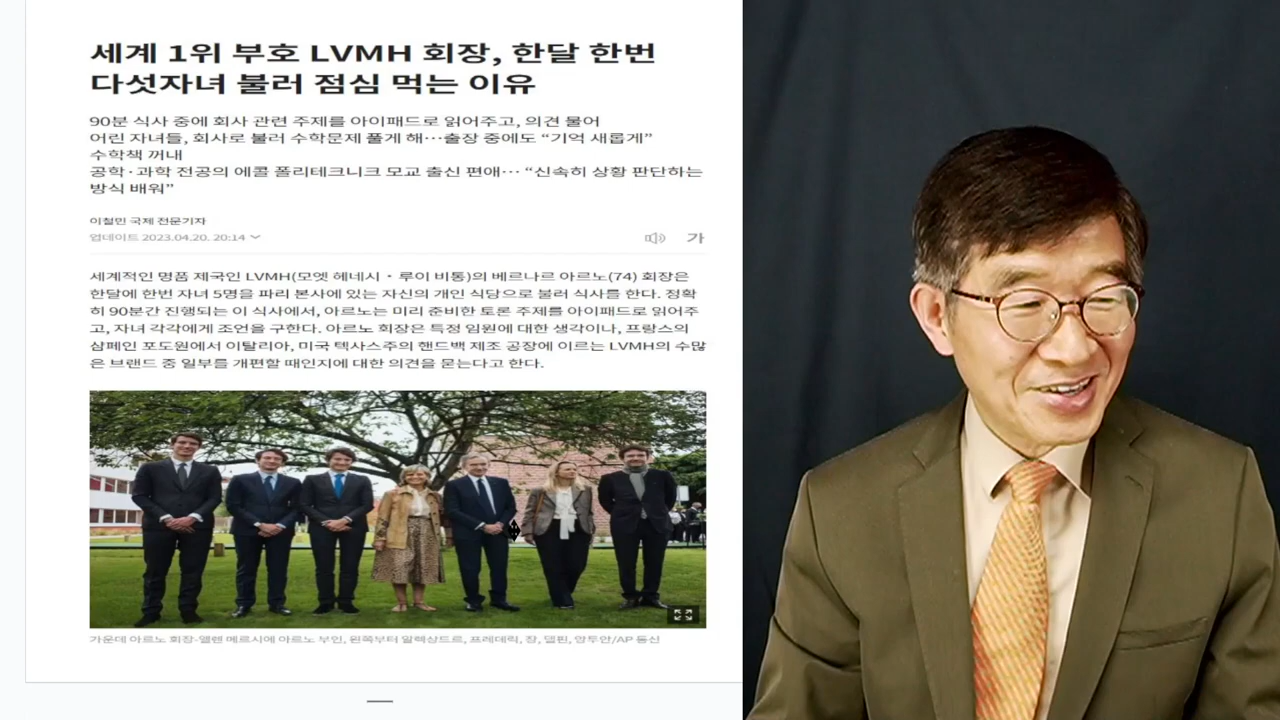 세계 1위 부호 LVMH 회장, 한달 한번
다섯자녀 불러 점심 먹는 이유
90분 식사 중에 회사 관련 주제를 아이패드로 읽어주고, 의견 물어
어린 자녀들, 회사로 불러 수학문제 풀게 해…출장 중에도 “기억 새롭게”
수학책 꺼내
공학·과학 전공의 에콜 폴리테크니크 모교 출신 편애… “신속히 상황 판단하는
방식 배워”
이철민 국제 전문기자
업데이트 2023.04.20. 20:14
가
세계적인 명품 제국인 LVMH(모엣 헤네시·루이 비통)의 베르나르 아르노(74) 회장은
한달에 한번 자녀 5명을 파리 본사에 있는 자신의 개인 식당으로 불러 식사를 한다. 정확
히 90분간 진행되는 이 식사에서, 아르노는 미리 준비한 토론 주제를 아이패드로 읽어주
고, 자녀 각각에게 조언을 구한다. 아르노 회장은 특정 임원에 대한 생각이나, 프랑스의
샴페인 포도원에서 이탈리아, 미국 텍사스주의 핸드백 제조 공장에 이르는 LVMH의 수많
은 브랜드 중 일부를 개편할 때인지에 대한 의견을 묻는다고 한다.
가운데 아르노 회장·엘렌 메르시에 아르노 부인, 왼쪽부터 알렉상드르, 프레데릭, 장, 델핀, 앙투안/AP 통신